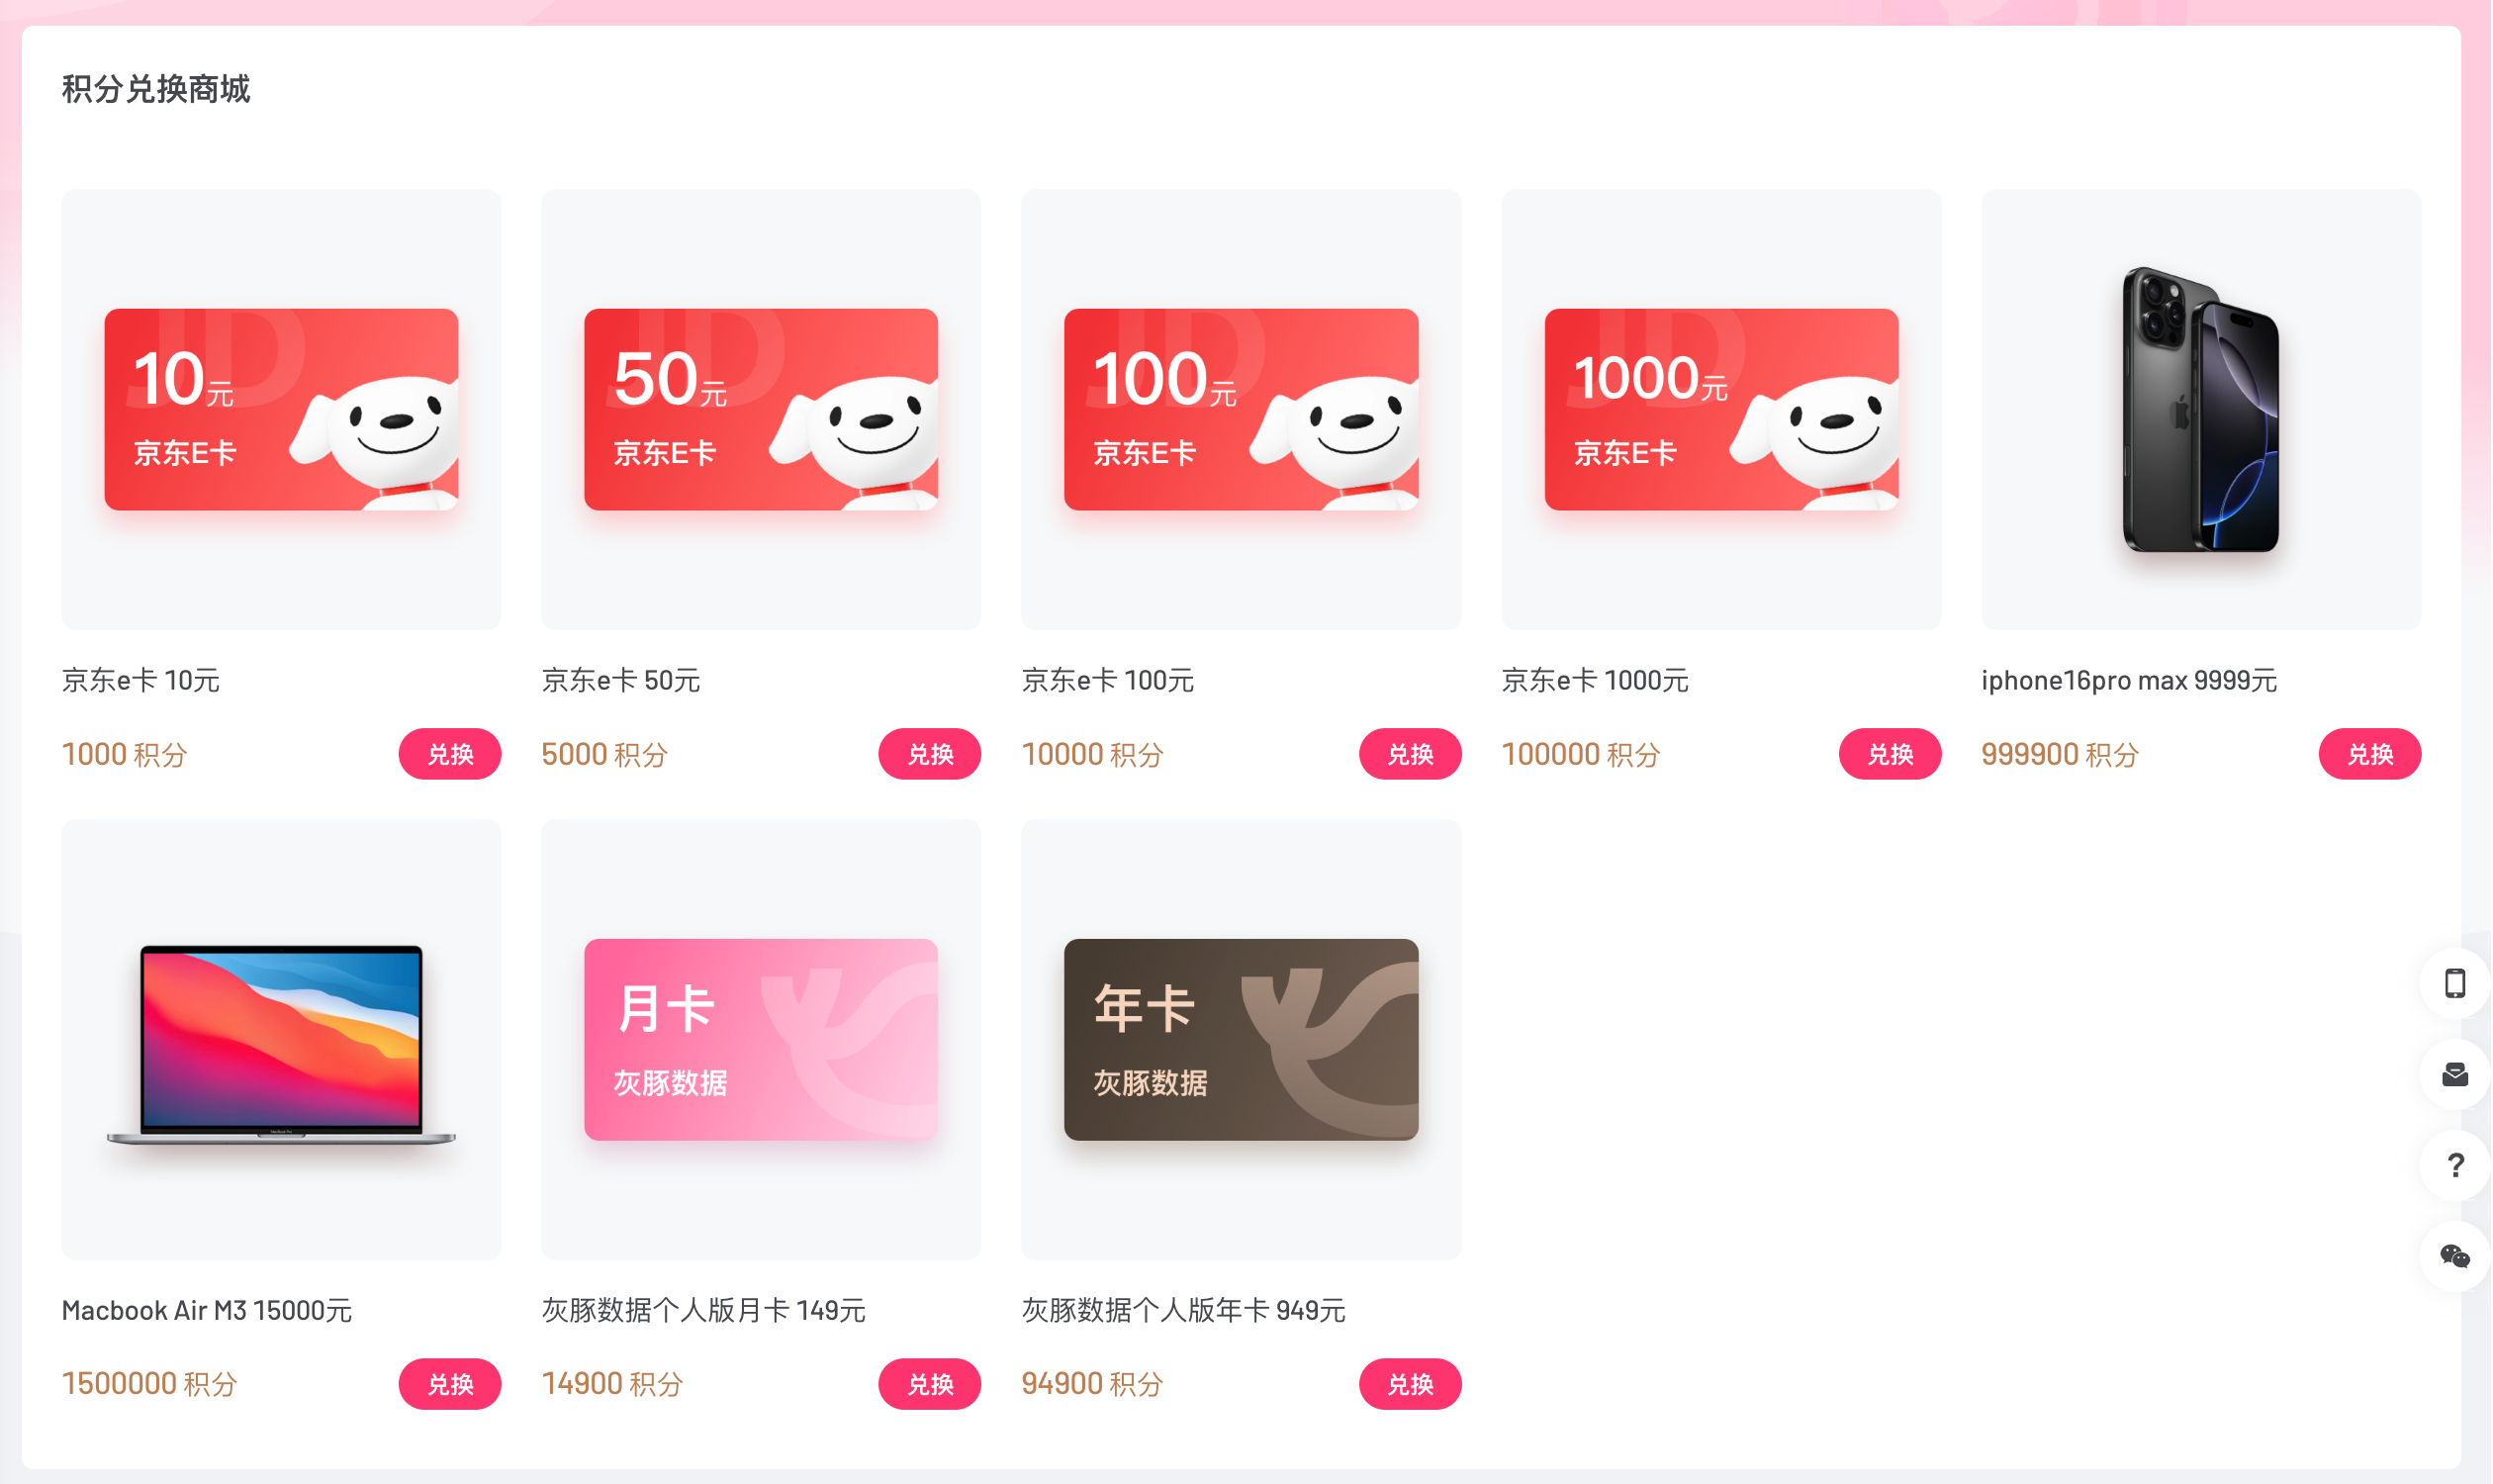 积分兑换商城
10元
京东E卡
50元
京东E卡
100元
京东E卡
1000元
京东E卡
京东e卡 10元
京东e卡 50元
京东e卡 100元
京东e卡 1000元
iphone16pro max 9999元
1000 积分
兑换
5000 积分
兑换
10000 积分
兑换
100000 积分
兑换
999900 积分
兑换
月卡
灰豚数据
年卡
灰豚数据
Macbook Air M3 15000元
灰豚数据个人版月卡 149元
灰豚数据个人版年卡 949元
1500000 积分
兑换
14900 积分
兑换
94900 积分
兑换